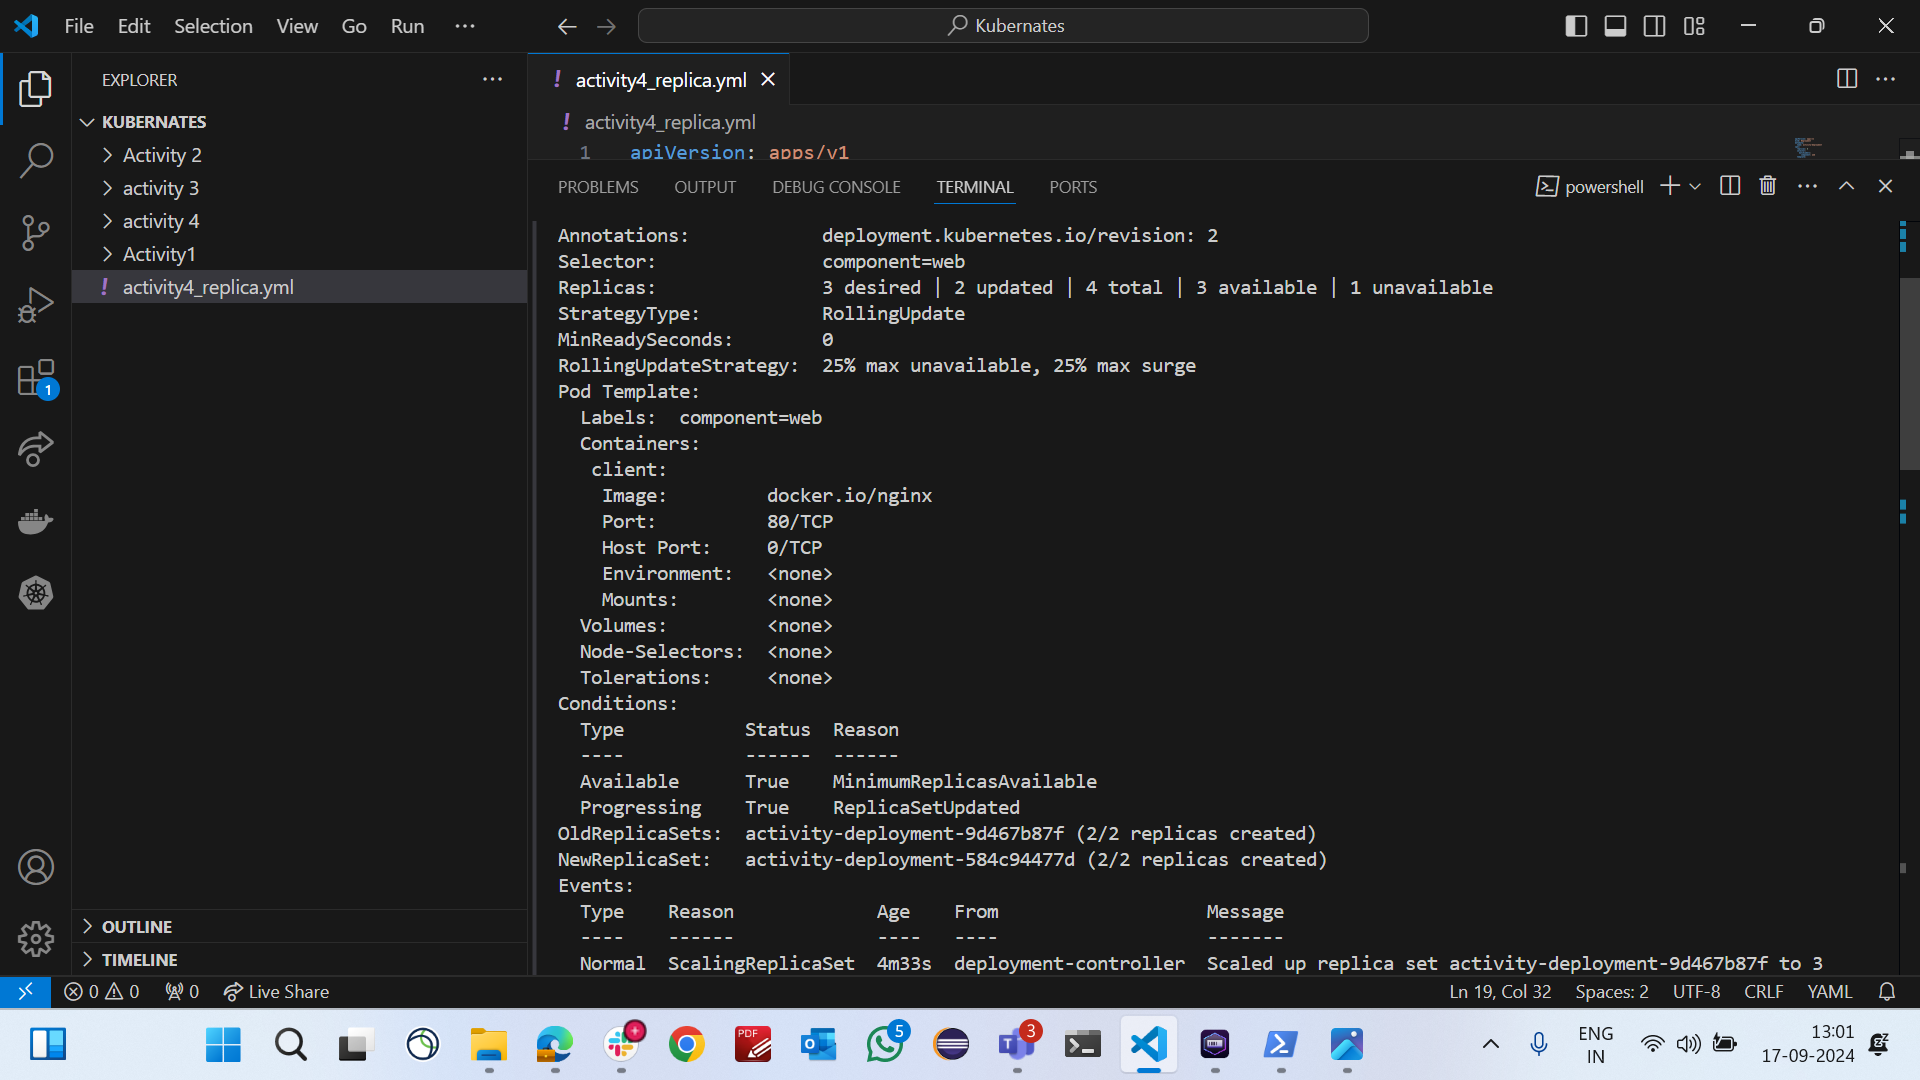 File Edit Selection View Go Run ···
Kubernates
EXPLORER
KUBERNATES
Activity 2
activity 3
activity 4
Activity1
! activity4_replica.yml
OUTLINE
TIMELINE
! activity4_replica.yml
! activity4_replica.yml
1 apiVersion: apps/v1
PROBLEMS OUTPUT DEBUG CONSOLE TERMINAL PORTS
powershell
Annotations: deployment.kubernetes.io/revision: 2
Selector: component=web
Replicas: 3 desired | 2 updated | 4 total | 3 available | 1 unavailable
StrategyType: RollingUpdate
MinReadySeconds: 0
RollingUpdateStrategy: 25% max unavailable, 25% max surge
Pod Template:
Labels: component=web
Containers:
client:
Image: docker.io/nginx
Port: 80/TCP
Host Port: 0/TCP
Environment: <none>
Mounts: <none>
Volumes: <none>
Node-Selectors: <none>
Tolerations: <none>
Conditions:
Type Status Reason
---- ------ ------
Available True MinimumReplicasAvailable
Progressing True ReplicaSetUpdated
OldReplicaSets: activity-deployment-9d467b87f (2/2 replicas created)
NewReplicaSet: activity-deployment-584c94477d (2/2 replicas created)
Events:
Type Reason Age From Message
---- ------ ---- ---- -------
Normal ScalingReplicaSet 4m33s deployment-controller Scaled up replica set activity-deployment-9d467b87f to 3
1
0 0 0 Live Share
Ln 19, Col 32 Spaces: 2 UTF-8 CRLF YAML
PDF
5
3
ENG
IN
13:01
17-09-2024